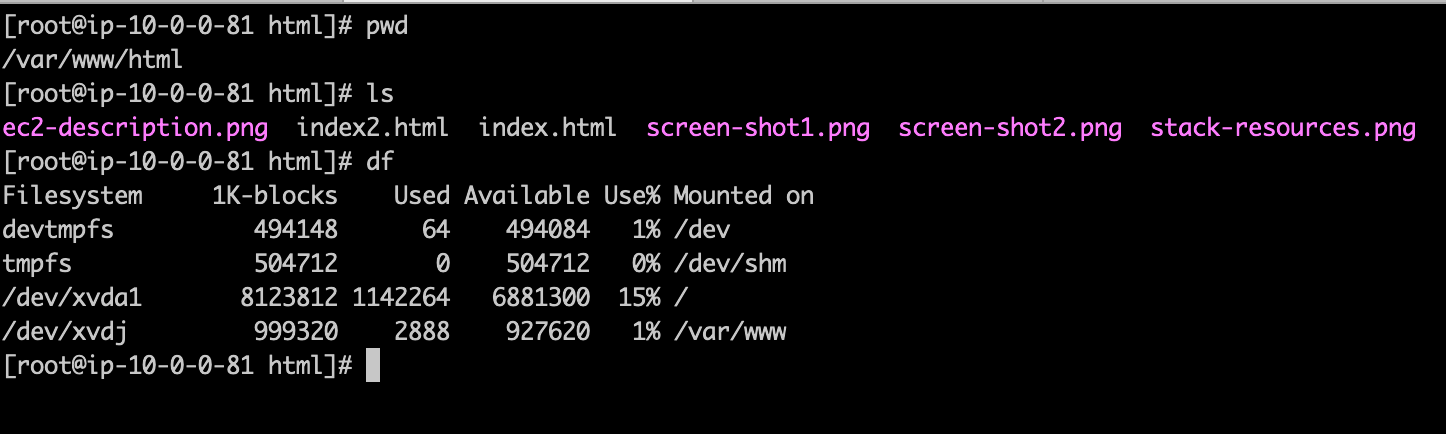 [root@ip-10-0-0-81 html]# pwd
/var/www/html
[root@ip-10-0-0-81 html]# ls
ec2-description.png  index2.html  index.html  screen-shot1.png  screen-shot2.png  stack-resources.png
[root@ip-10-0-0-81 html]# df
Filesystem     1K-blocks    Used Available Use% Mounted on
devtmpfs          494148      64    494084   1% /dev
tmpfs             504712       0    504712   0% /dev/shm
/dev/xvda1       8123812 1142264   6881300  15% /
/dev/xvdj         999320    2888    927620   1% /var/www
[root@ip-10-0-0-81 html]#